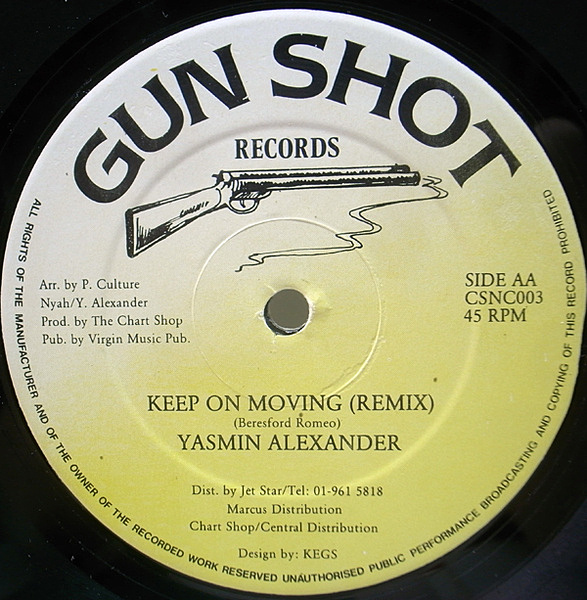 GUN SHOT
RECORDS
Arr. by P. Culture
Nyah/Y. Alexander
Prod. by The Chart Shop
Pub. by Virgin Music Pub.
SIDE AA
CSNC003
45 RPM
KEEP ON MOVING (REMIX)
(Beresford Romeo)
YASMIN ALEXANDER
Dist. by Jet Star/Tel: 01-961 5818
Marcus Distribution
Chart Shop/Central Distribution
Design by: KEGS
ALL RIGHTS OF THE MANUFACTURER AND OF THE OWNER OF THE RECORDED WORK RESERVED UNAUTHORISED PUBLIC PERFORMANCE BROADCASTING AND COPYING OF THIS RECORD PROHIBITED